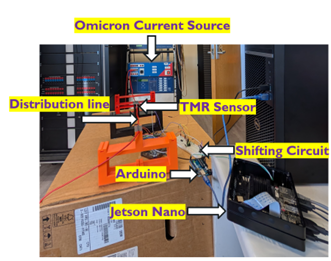 Omicron Current Source
Distribution line
TMR Sensor
Shifting Circuit
Arduino
Jetson Nano